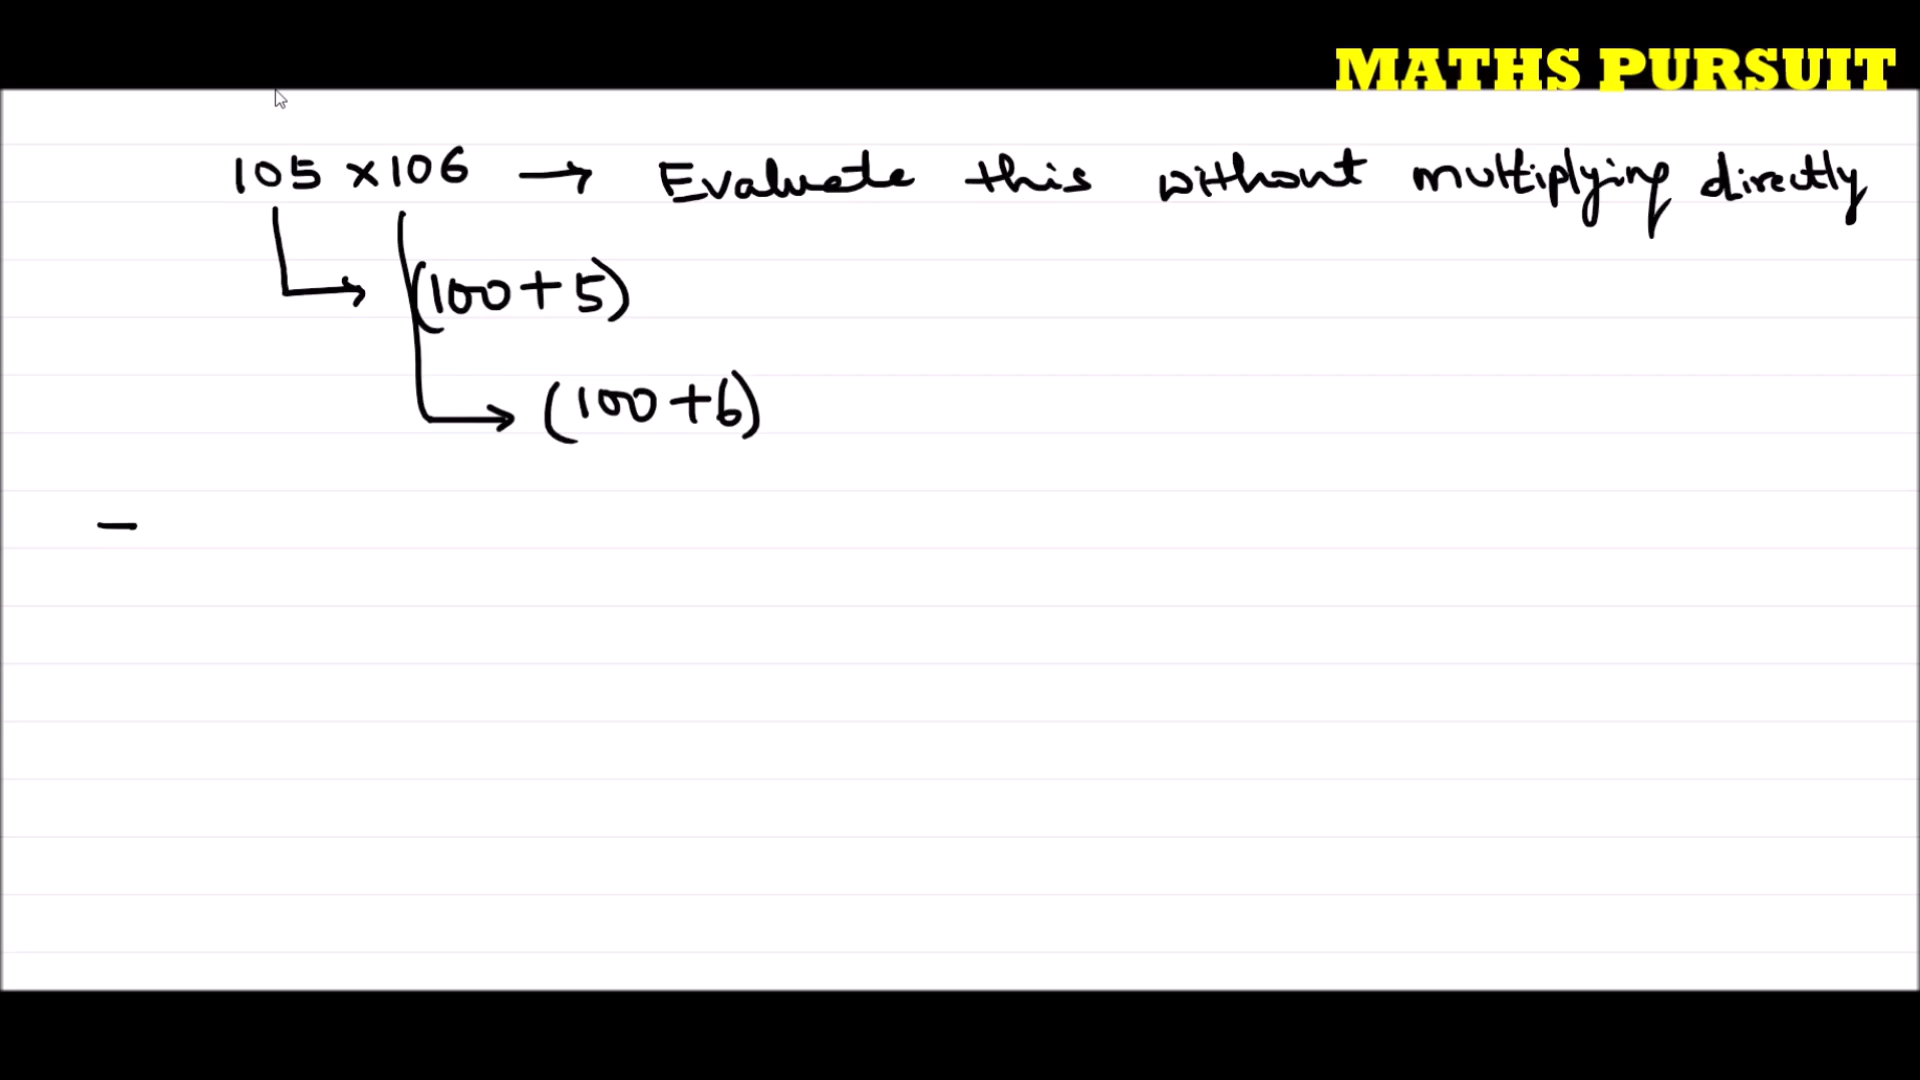 MATHS PURSUIT
105 × 106 → Evaluate this without multiplying directly
(100 + 5)
(100 + 6)